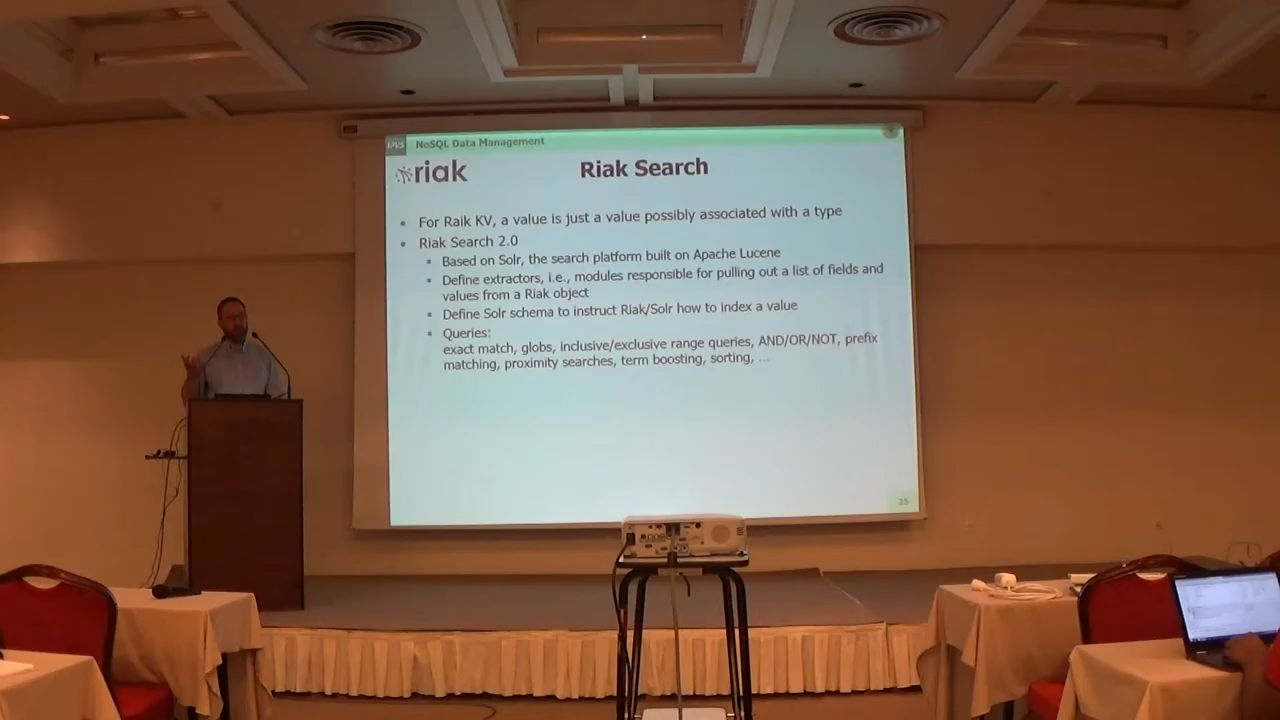 NoSQL Data Management
riak
Riak Search
• For Raik KV, a value is just a value possibly associated with a type
• Riak Search 2.0
▪ Based on Solr, the search platform built on Apache Lucene
▪ Define extractors, i.e., modules responsible for pulling out a list of fields and
values from a Riak object
▪ Define Solr schema to instruct Riak/Solr how to index a value
▪ Queries:
exact match, globs, inclusive/exclusive range queries, AND/OR/NOT, prefix
matching, proximity searches, term boosting, sorting, ...